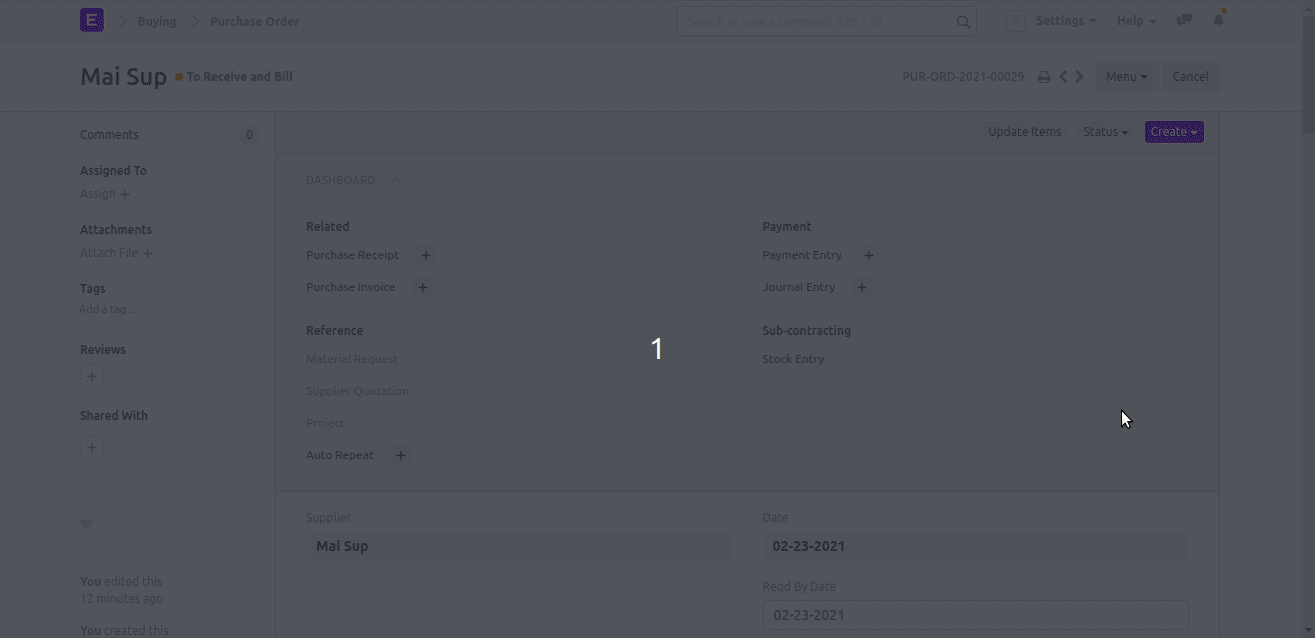 E Buying Purchase Order Search or type a command (Ctrl + G) A Settings Help
Mai Sup To Receive and Bill PUR-ORD-2021-00029 Menu Cancel
Comments 0
Update Items Status Create
Assigned To
Assign +
Attachments
Attach File +
Tags
Add a tag...
Reviews
+
Shared With
+
You edited this
12 minutes ago
You created this
DASHBOARD
Related
Purchase Receipt +
Purchase Invoice +
Payment
Payment Entry +
Journal Entry +
Reference
Material Request
Supplier Quotation
Project
Auto Repeat +
Sub-contracting
Stock Entry
1
Supplier
Mai Sup
Date
02-23-2021
Reqd By Date
02-23-2021